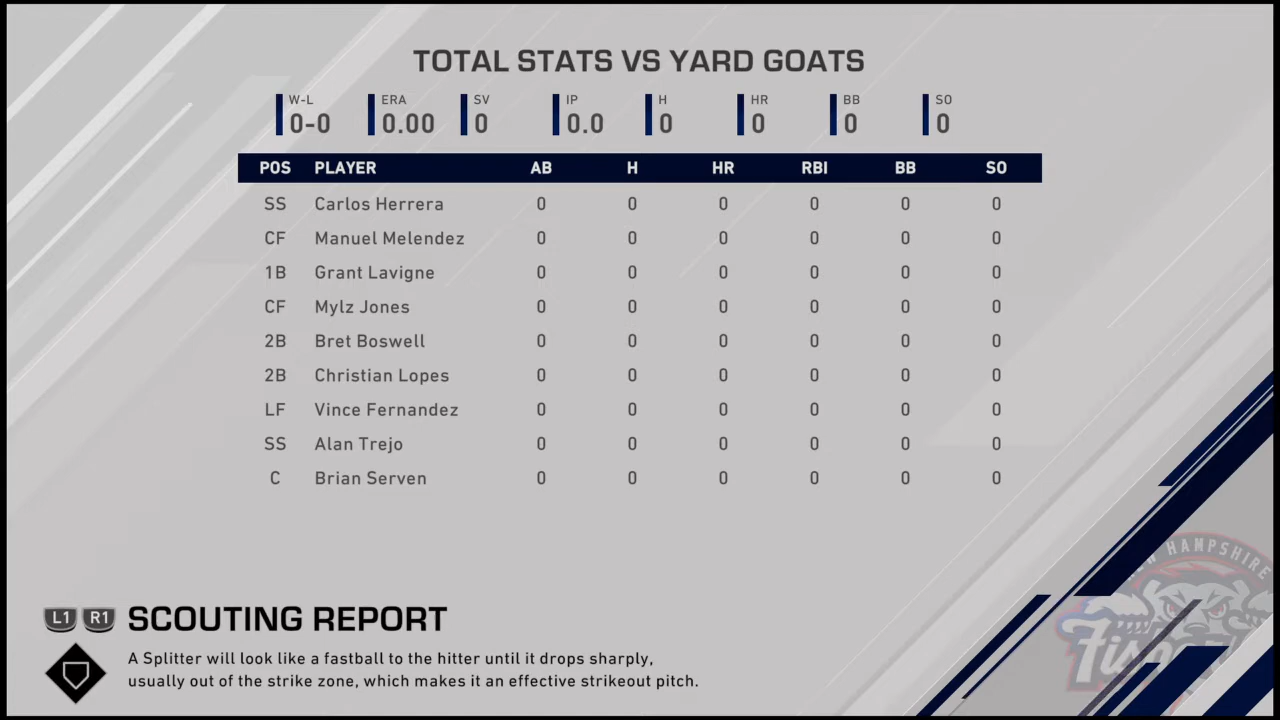 TOTAL STATS VS YARD GOATS
W-L ERA SV IP H HR BB SO
0-0 0.00 0 0.0 0 0 0 0
POS PLAYER AB H HR RBI BB SO
SS Carlos Herrera 0 0 0 0 0 0
CF Manuel Melendez 0 0 0 0 0 0
1B Grant Lavigne 0 0 0 0 0 0
CF Mylz Jones 0 0 0 0 0 0
2B Bret Boswell 0 0 0 0 0 0
2B Christian Lopes 0 0 0 0 0 0
LF Vince Fernandez 0 0 0 0 0 0
SS Alan Trejo 0 0 0 0 0 0
C Brian Serven 0 0 0 0 0 0
HAMPSHIRE
L1 R1 SCOUTING REPORT
A Splitter will look like a fastball to the hitter until it drops sharply,
usually out of the strike zone, which makes it an effective strikeout pitch.